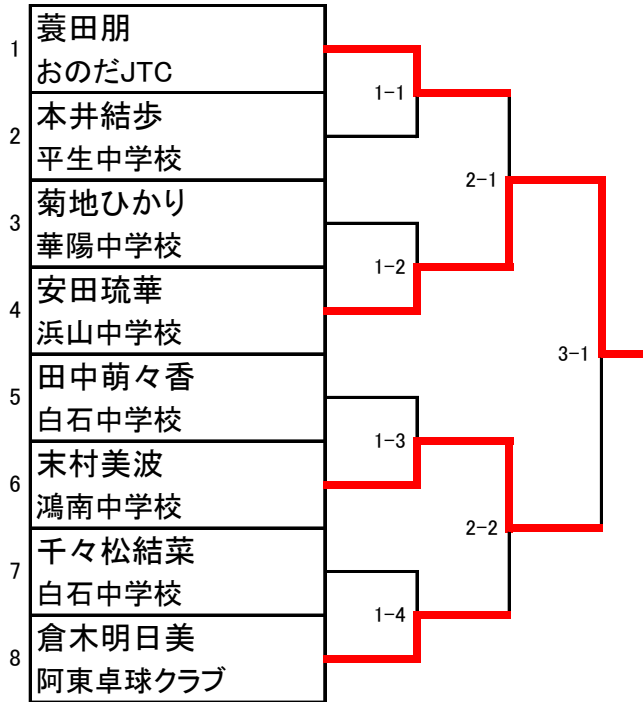 1
蓑田朋
おのだJTC
2
本井結歩
平生中学校
3
菊地ひかり
華陽中学校
4
安田琉華
浜山中学校
5
田中萌々香
白石中学校
6
末村美波
鴻南中学校
7
千々松結菜
白石中学校
8
倉木明日美
阿東卓球クラブ
1-1
1-2
1-3
1-4
2-1
2-2
3-1